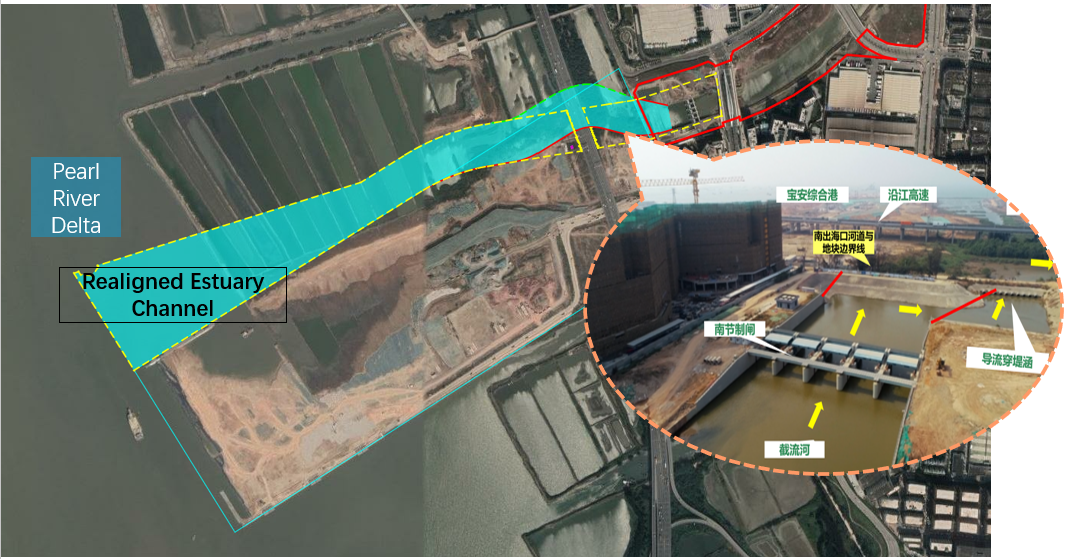 Pearl
River
Delta
Realigned Estuary
Channel
宝安综合港
沿江高速
南出海口河道与
地块边界线
南节制闸
导流穿堤涵
截流河